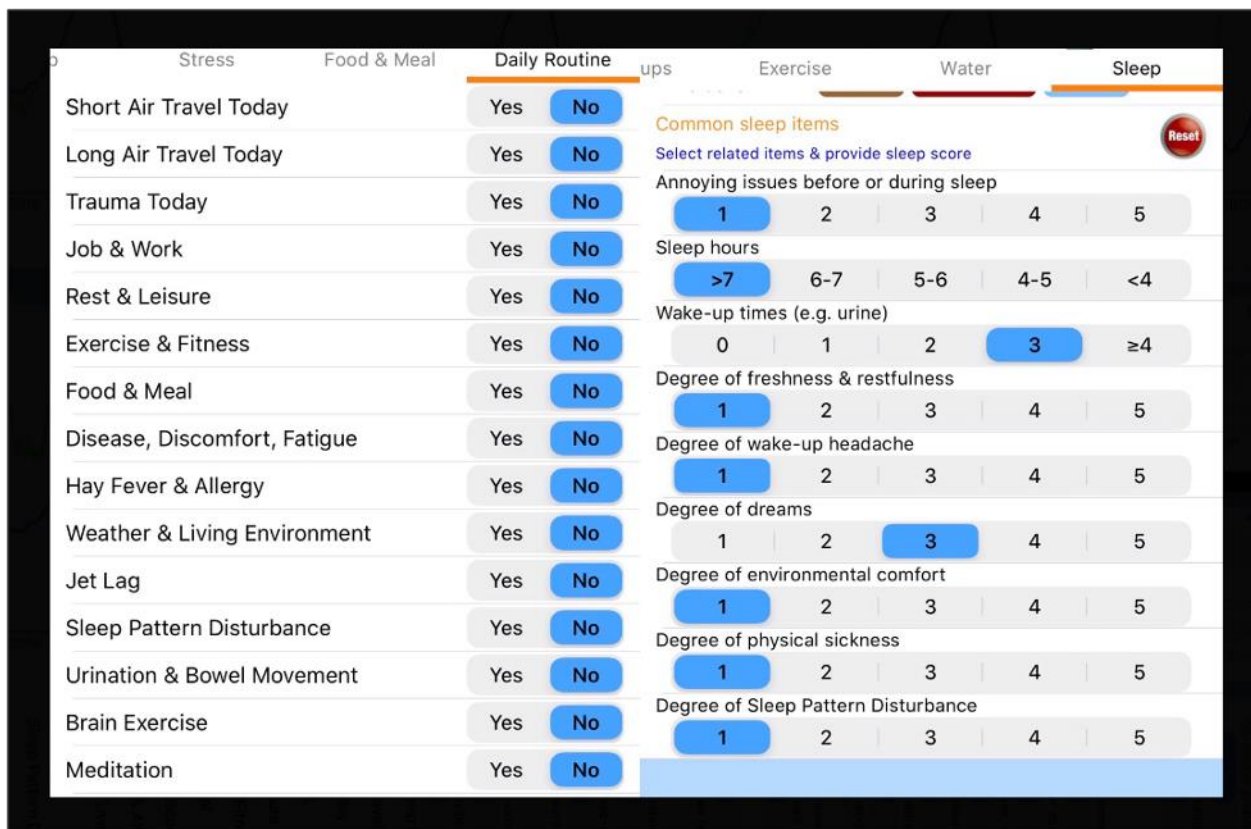 Stress Food & Meal Daily Routine
Short Air Travel Today Yes No
Long Air Travel Today Yes No
Trauma Today Yes No
Job & Work Yes No
Rest & Leisure Yes No
Exercise & Fitness Yes No
Food & Meal Yes No
Disease, Discomfort, Fatigue Yes No
Hay Fever & Allergy Yes No
Weather & Living Environment Yes No
Jet Lag Yes No
Sleep Pattern Disturbance Yes No
Urination & Bowel Movement Yes No
Brain Exercise Yes No
Meditation Yes No
ups Exercise Water Sleep
Common sleep items
Reset
Select related items & provide sleep score
Annoying issues before or during sleep
1 2 3 4 5
Sleep hours
>7 6-7 5-6 4-5 <4
Wake-up times (e.g. urine)
0 1 2 3 ≥4
Degree of freshness & restfulness
1 2 3 4 5
Degree of wake-up headache
1 2 3 4 5
Degree of dreams
1 2 3 4 5
Degree of environmental comfort
1 2 3 4 5
Degree of physical sickness
1 2 3 4 5
Degree of Sleep Pattern Disturbance
1 2 3 4 5